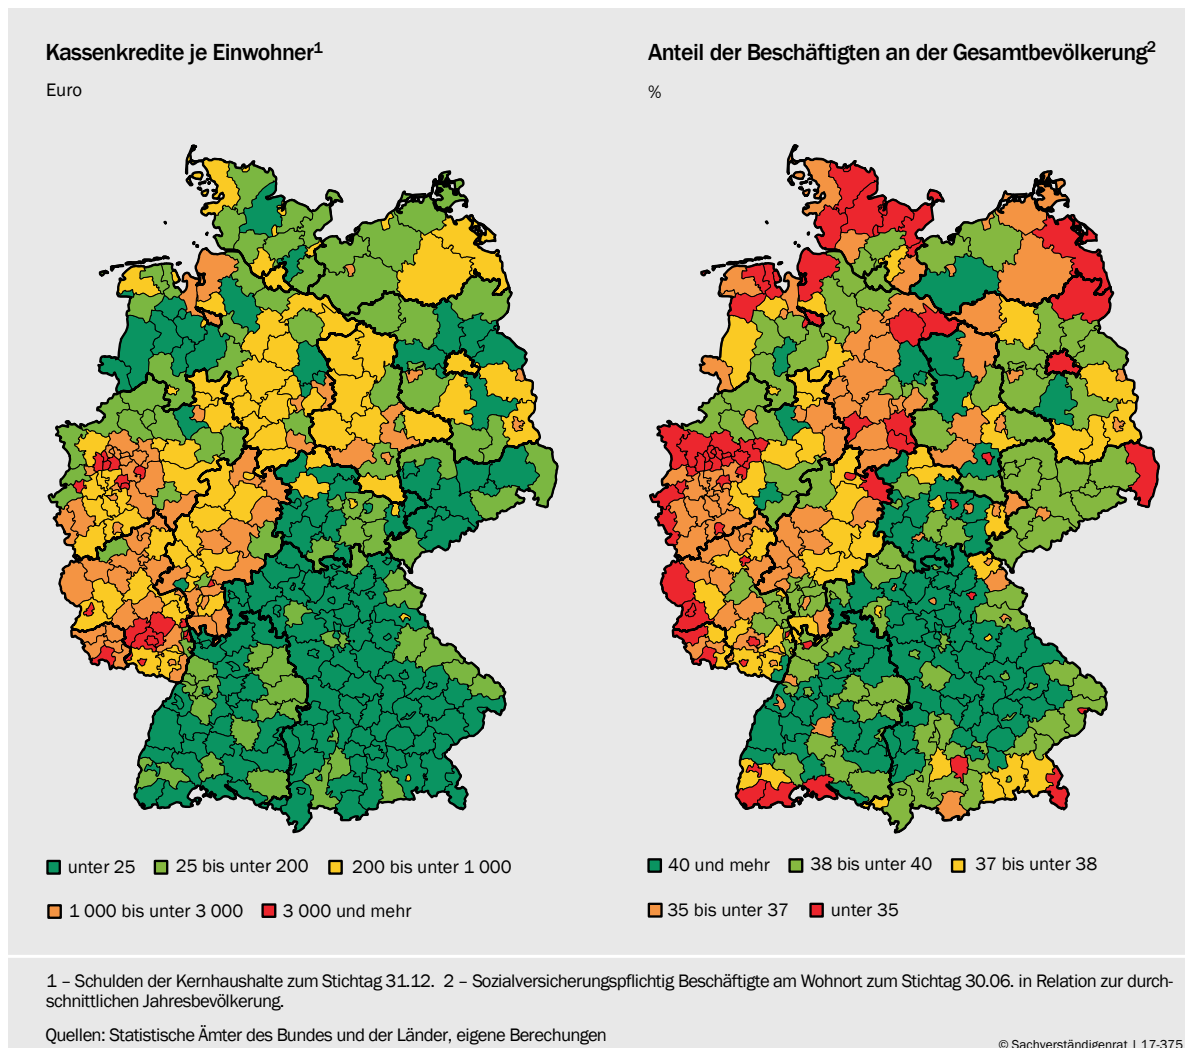 Kassenkredite je Einwohner1
Euro
Anteil der Beschäftigten an der Gesamtbevölkerung2
%
unter 25
25 bis unter 200
200 bis unter 1 000
1 000 bis unter 3 000
3 000 und mehr
40 und mehr
38 bis unter 40
37 bis unter 38
35 bis unter 37
unter 35
1 – Schulden der Kernhaushalte zum Stichtag 31.12.  2 – Sozialversicherungspflichtig Beschäftigte am Wohnort zum Stichtag 30.06. in Relation zur durch-
schnittlichen Jahresbevölkerung.
Quellen: Statistische Ämter des Bundes und der Länder, eigene Berechungen
© Sachverständigenrat | 17-375